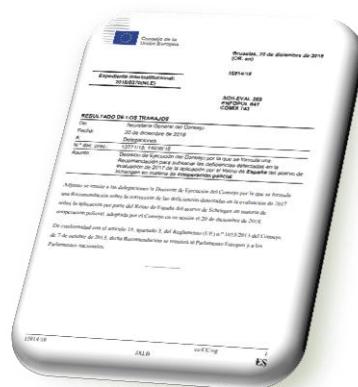 Consejo de la
Unión Europea
Bruselas, 20 de diciembre de 2018
(OR. en)
Expediente interinstitucional:
15814/18
COMIX 743
RESULTADO DE LOS TRABAJOS
De: Secretaría General del Consejo
Fecha: 20 de diciembre de 2018
A: Delegaciones
N.º doc. prec.:
Asunto: Decisión de Ejecución del Consejo por la que se formula una
Recomendación para subsanar las deficiencias detectadas en la
evaluación de 2017 de la aplicación por el Reino de España del acervo de
Schengen en materia de cooperación policial
Adjunto se remite a las delegaciones la Decisión de Ejecución del Consejo por la que se formula
una Recomendación sobre la corrección de las deficiencias detectadas en la evaluación de 2017
sobre la aplicación por parte del Reino de España del acervo de Schengen en materia de
cooperación policial, adoptada por el Consejo en su sesión el 20 de diciembre de 2018.
De conformidad con el artículo 15, apartado 3, del Reglamento (UE) n.º 1053/2013 del Consejo
de 7 de octubre de 2013, dicha Recomendación se remitirá al Parlamento Europeo y a los
Parlamentos nacionales.
15814/18
1
ES